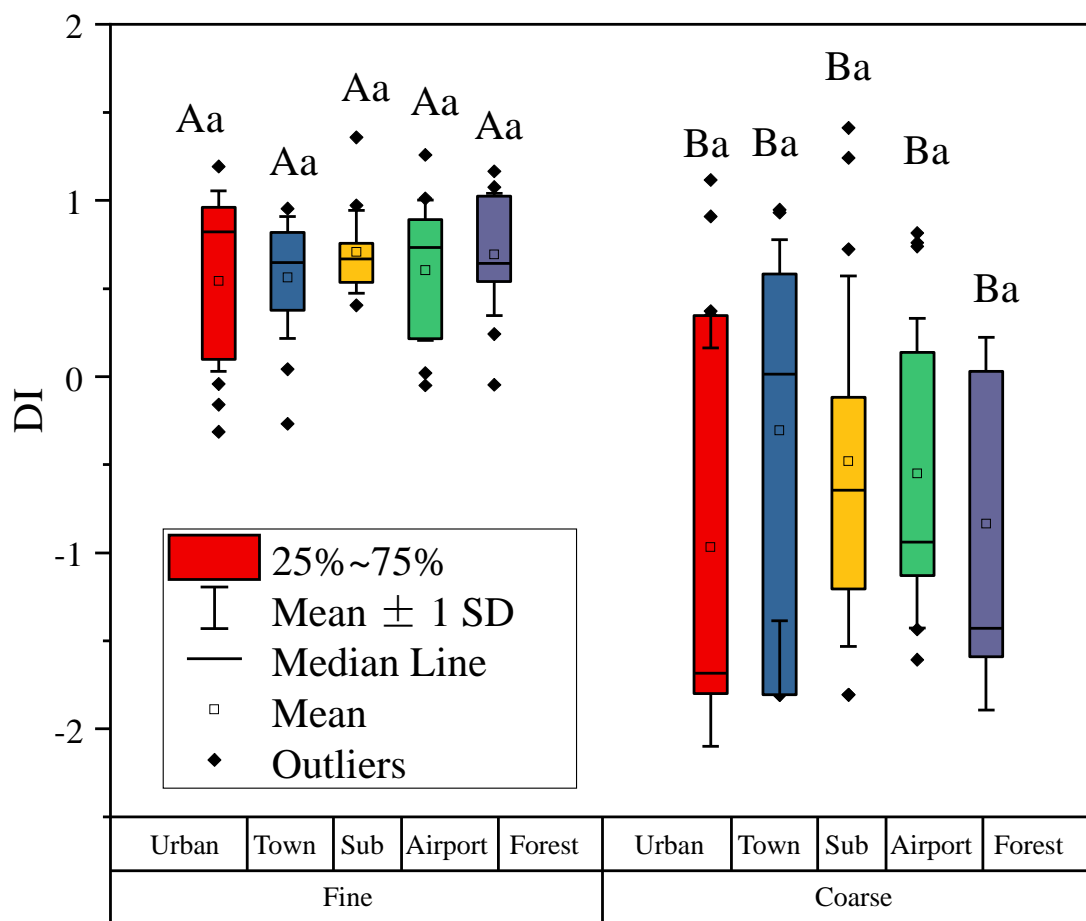 2
1
0
-1
-2
DI
Aa
Aa
Aa
Aa
Aa
Ba
Ba
Ba
Ba
Ba
25%~75%
Mean ± 1 SD
Median Line
Mean
Outliers
Urban Town Sub Airport Forest Urban Town Sub Airport Forest
Fine Coarse